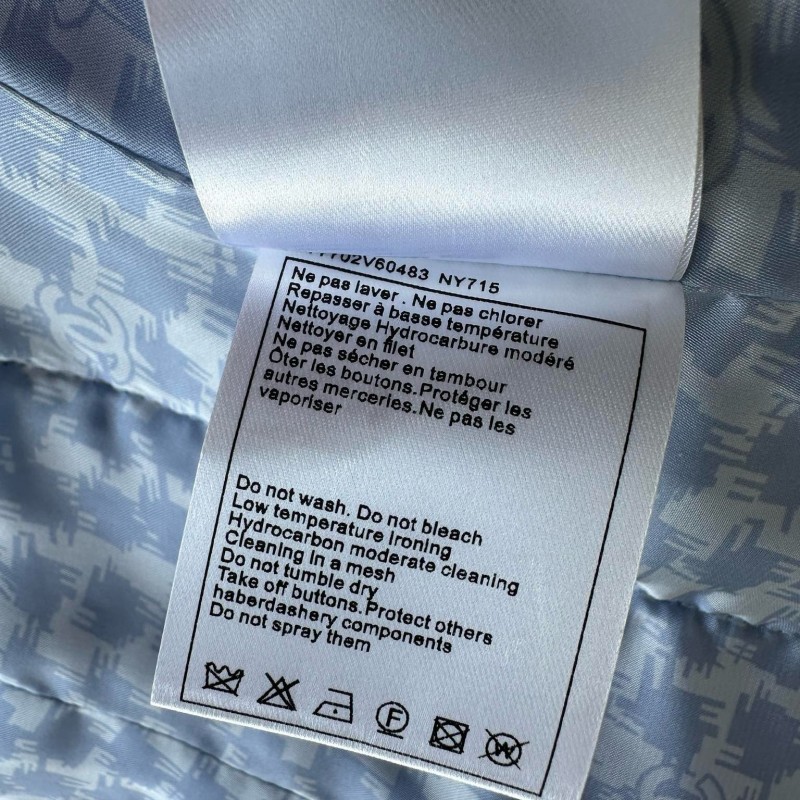 702V60483 NY715
Ne pas laver . Ne pas chlorer
Repasser à basse température
Nettoyage Hydrocarbure modéré
Nettoyer en filet
Ne pas sécher en tambour
Ôter les boutons.Protéger les
autres merceries.Ne pas les
vaporiser
Do not wash. Do not bleach
Low temperature ironing
Hydrocarbon moderate cleaning
Cleaning in a mesh
Do not tumble dry
Take off buttons.Protect others
haberdashery components
Do not spray them
F W